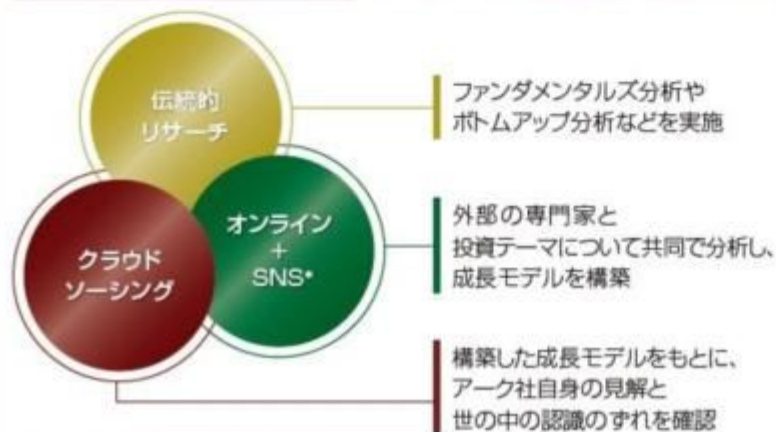 伝統的
リサーチ
ファンダメンタルズ分析や
ボトムアップ分析などを実施
オンライン
+
SNS*
外部の専門家と
投資テーマについて共同で分析し、
成長モデルを構築
クラウド
ソーシング
構築した成長モデルをもとに、
アーク社自身の見解と
世の中の認識のずれを確認